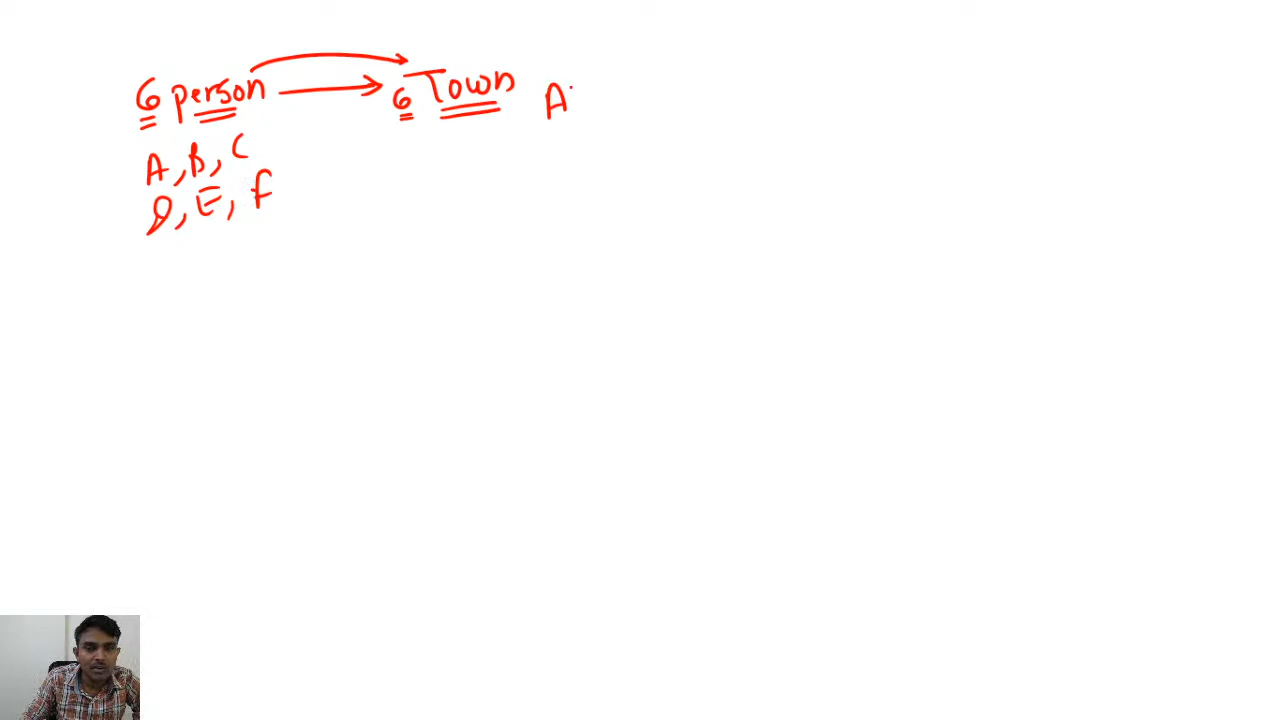 6 person → 6 Town A
A, B, C
D, E, F